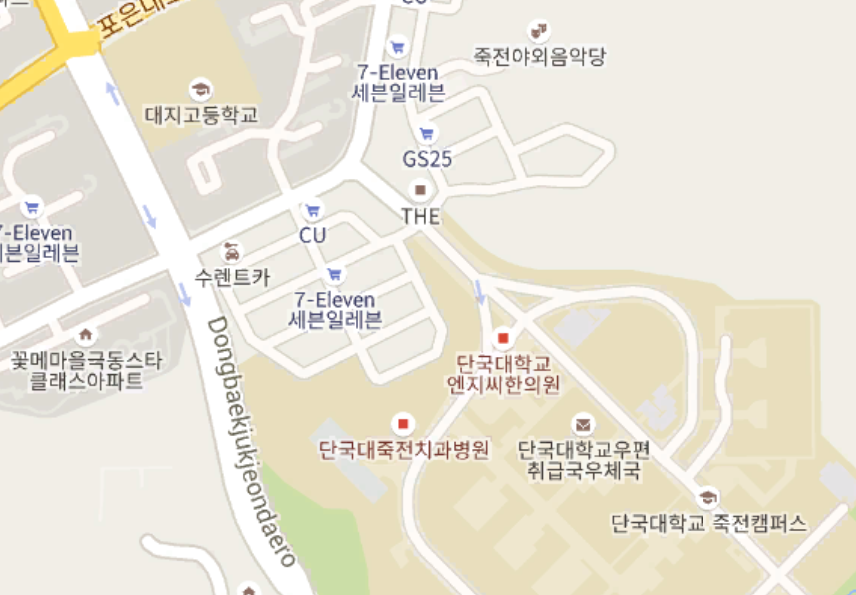 포은대로
죽전야외음악당
7-Eleven
세븐일레븐
대지고등학교
GS25
THE
7-Eleven
세븐일레븐
CU
수렌트카
7-Eleven
세븐일레븐
꽃메마을극동스타
클래스아파트
Dongbaekjukjeondaero
단국대학교
엔지씨한의원
단국대죽전치과병원
단국대학교우편
취급국우체국
단국대학교 죽전캠퍼스